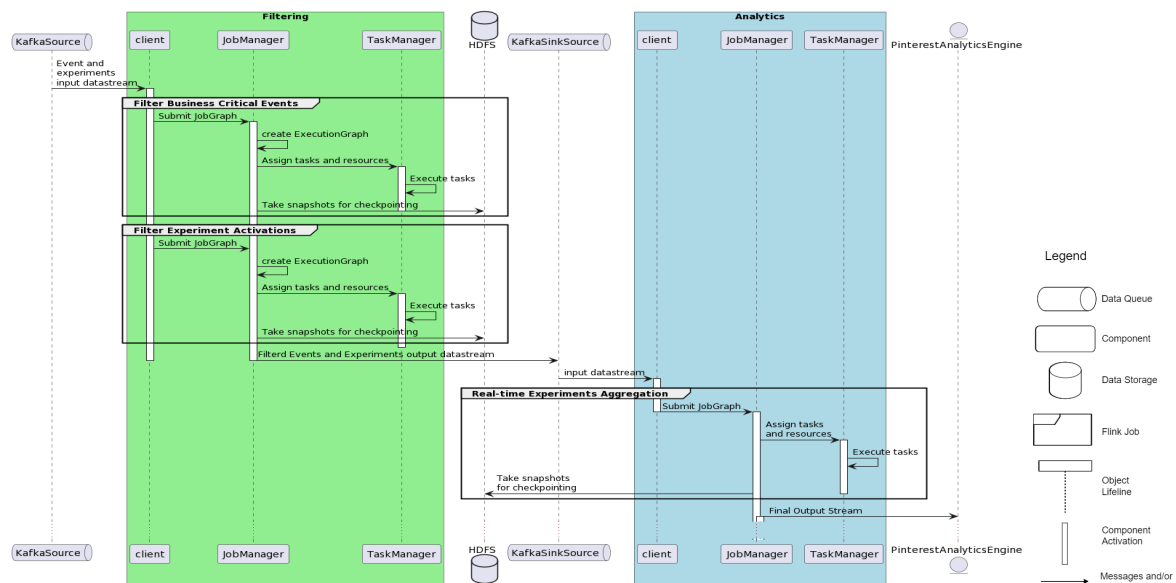 Filtering
Analytics
KafkaSource
client
JobManager
TaskManager
HDFS
KafkaSinkSource
client
JobManager
TaskManager
PinterestAnalyticsEngine
Event and
experiments
input datastream
Filter Business Critical Events
Submit JobGraph
create ExecutionGraph
Assign tasks and resources
Execute tasks
Take snapshots for checkpointing
Filter Experiment Activations
Submit JobGraph
create ExecutionGraph
Assign tasks and resources
Execute tasks
Take snapshots for checkpointing
Filterd Events and Experiments output datastream
input datastream
Real-time Experiments Aggregation
Submit JobGraph
Assign tasks
and resources
Execute tasks
Take snapshots
for checkpointing
Final Output Stream
KafkaSource
client
JobManager
TaskManager
HDFS
KafkaSinkSource
client
JobManager
TaskManager
PinterestAnalyticsEngine
Legend
Data Queue
Component
Data Storage
Flink Job
Object
Lifeline
Component
Activation
Messages and/or